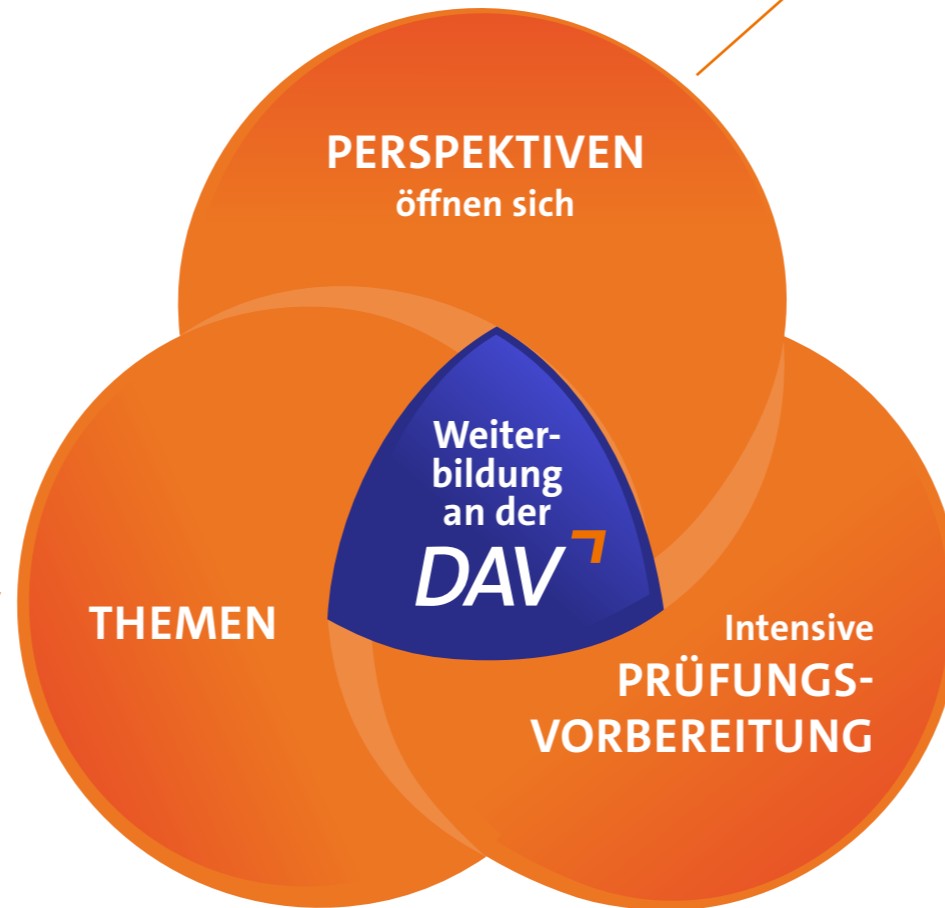 PERSPEKTIVEN
öffnen sich
Weiter-
bildung
an der
DAV
THEMEN
Intensive
PRÜFUNGS-
VORBEREITUNG